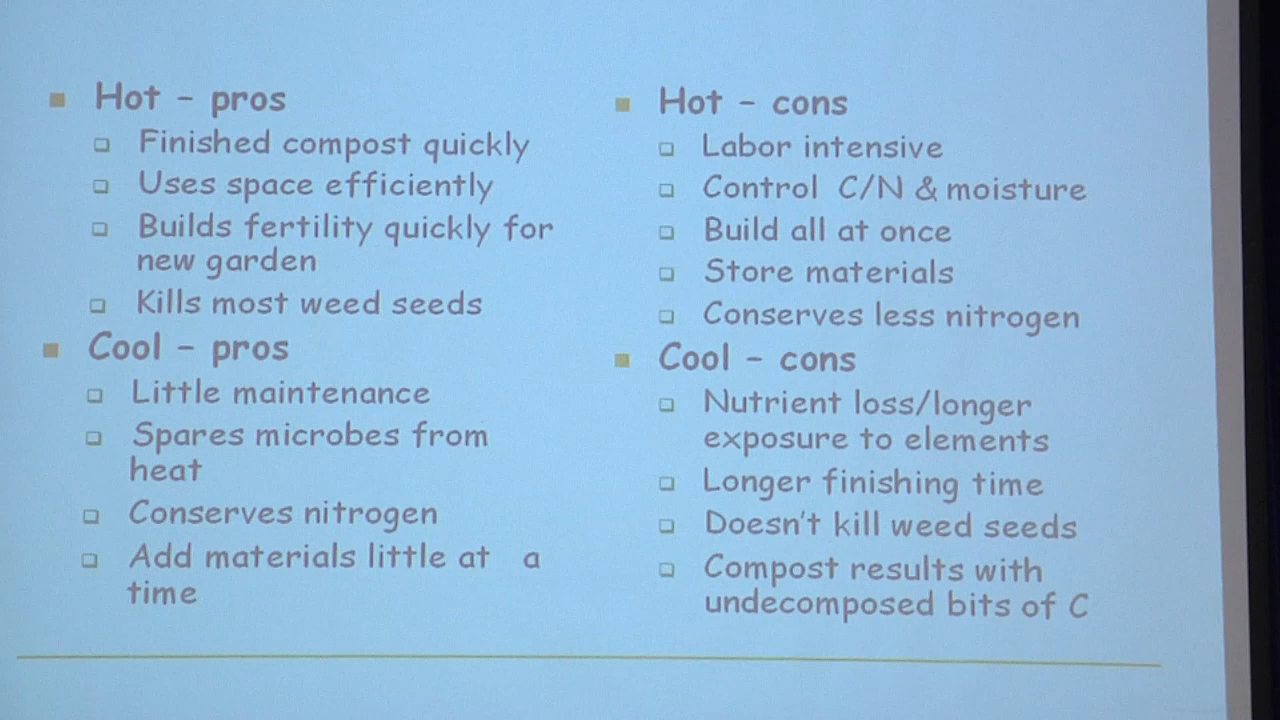 Hot - pros
Finished compost quickly
Uses space efficiently
Builds fertility quickly for
new garden
Kills most weed seeds
Cool - pros
Little maintenance
Spares microbes from
heat
Conserves nitrogen
Add materials little at a
time
Hot - cons
Labor intensive
Control C/N & moisture
Build all at once
Store materials
Conserves less nitrogen
Cool - cons
Nutrient loss/longer
exposure to elements
Longer finishing time
Doesn't kill weed seeds
Compost results with
undecomposed bits of C